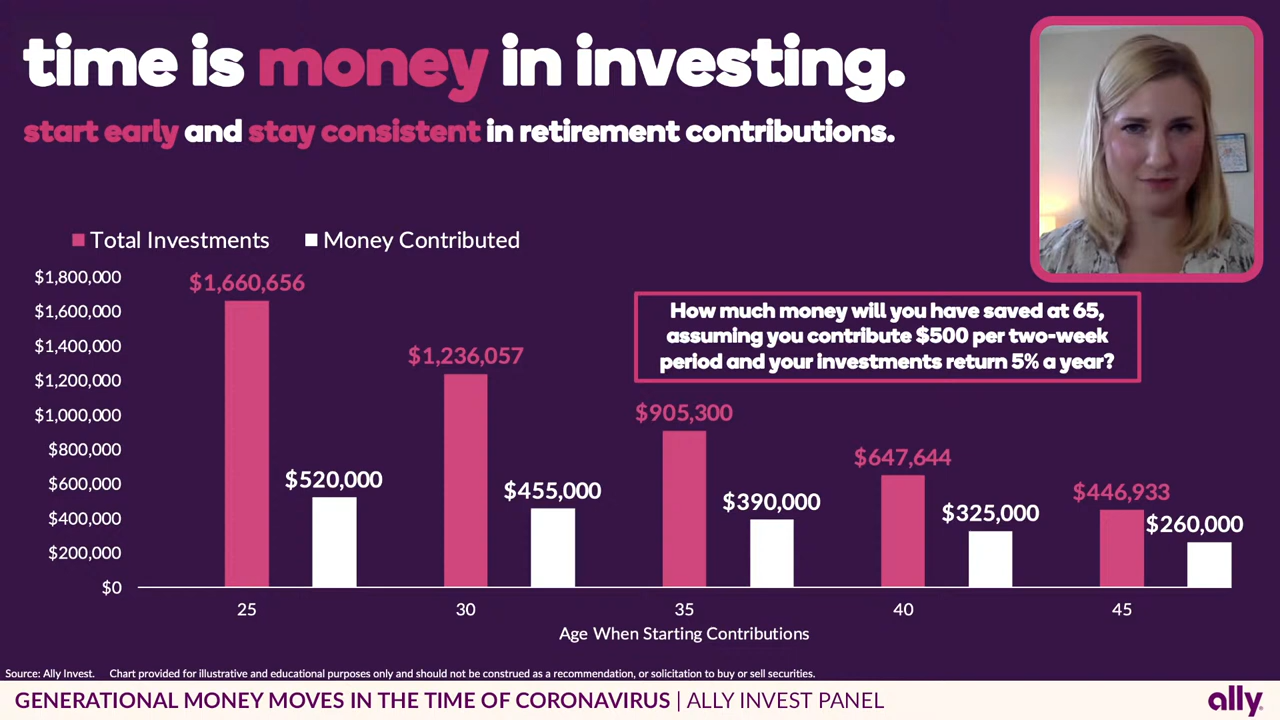 time is money in investing.
start early and stay consistent in retirement contributions.
Total Investments Money Contributed
$1,800,000
$1,600,000
$1,400,000
$1,200,000
$1,000,000
$800,000
$600,000
$400,000
$200,000
$0
$1,660,656
$520,000
$1,236,057
$455,000
$905,300
$390,000
$647,644
$325,000
$446,933
$260,000
How much money will you have saved at 65,
assuming you contribute $500 per two-week
period and your investments return 5% a year?
25 30 35 40 45
Age When Starting Contributions
Source: Ally Invest. Chart provided for illustrative and educational purposes only and should not be construed as a recommendation, or solicitation to buy or sell securities.
GENERATIONAL MONEY MOVES IN THE TIME OF CORONAVIRUS | ALLY INVEST PANEL
ally